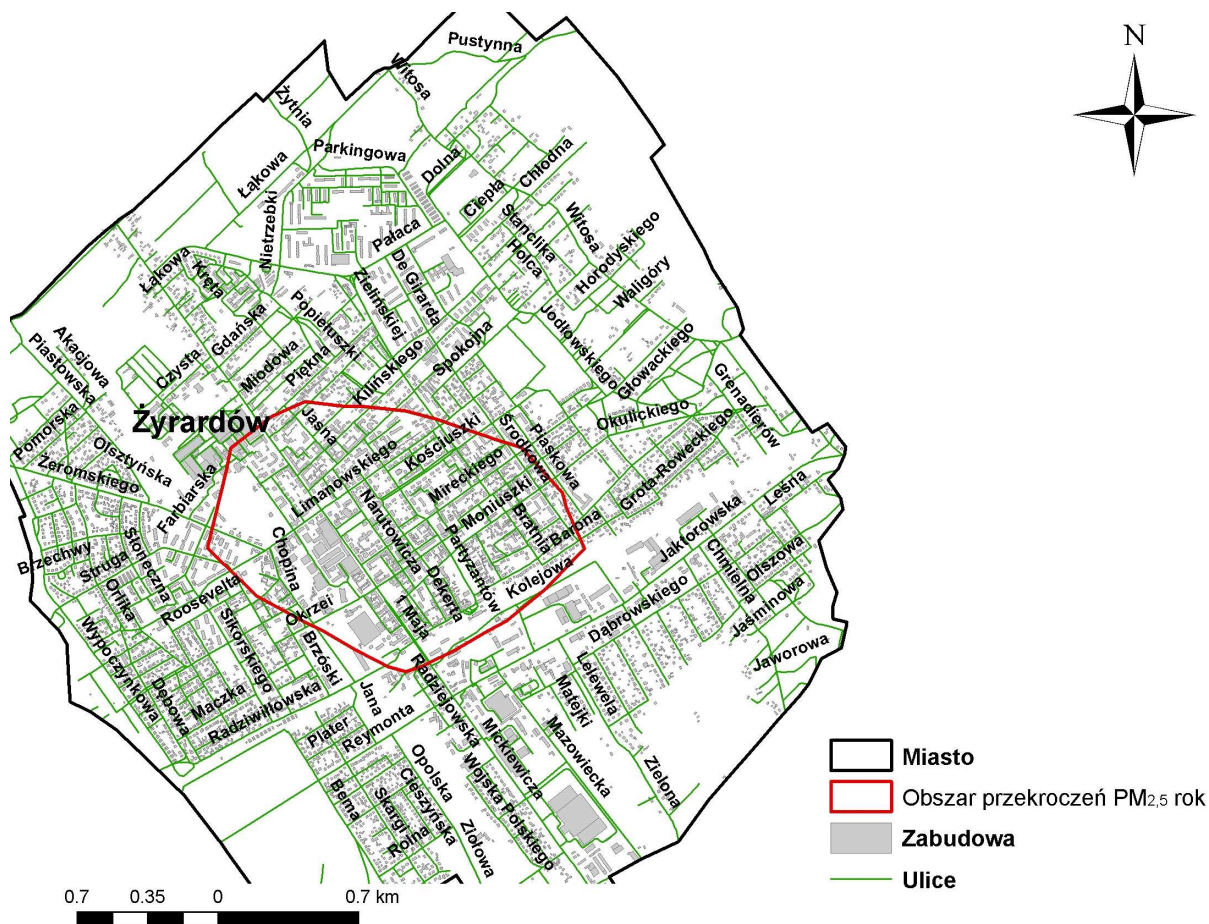 N
Pustynna
Witosa
Żytnia
Parkingowa
Łąkowa
Dolna
Chłodna
Ciepła
Stanclika
Witosa
Holca
Horodyskiego
Waligóry
Nietrzebki
Pałaca
De Girarda
Zielińskiej
Łąkowa
Kręta
Gdańska
Popiełuszki
Czysta
Miodowa
Piękna
Kilińskiego
Spokojna
Jodłowskiego
Głowackiego
Grenadierów
Okulickiego
Grota-Roweckiego
Akacjowa
Piastowska
Pomorska
Żyrardów
Olsztyńska
Żeromskiego
Farbiarska
Jasna
Limanowskiego
Kościuszki
Środkowa
Piaskowa
Mireckiego
Moniuszki
Bratnia
Barona
Narutowicza
Partyzantów
Dekerta
Kolejowa
1 Maja
Chopina
Okrzei
Brzechwy
Struga
Słoneczna
Orlika
Roosevelta
Sikorskiego
Brzóski
Wypoczynkowa
Dębowa
Mączka
Radziwiłłowska
Jaktorowska
Leśna
Chmielna
Olszowa
Jaśminowa
Jaworowa
Dąbrowskiego
Lelewela
Matejki
Mazowiecka
Zielona
Radziejowska
Mickiewicza
Wojska Polskiego
Jana
Reymonta
Plater
Bema
Skargi
Rolna
Cieszyńska
Opolska
Ziołowa
Miasto
Obszar przekroczeń PM2,5 rok
Zabudowa
Ulice
0.7 0.35 0 0.7 km